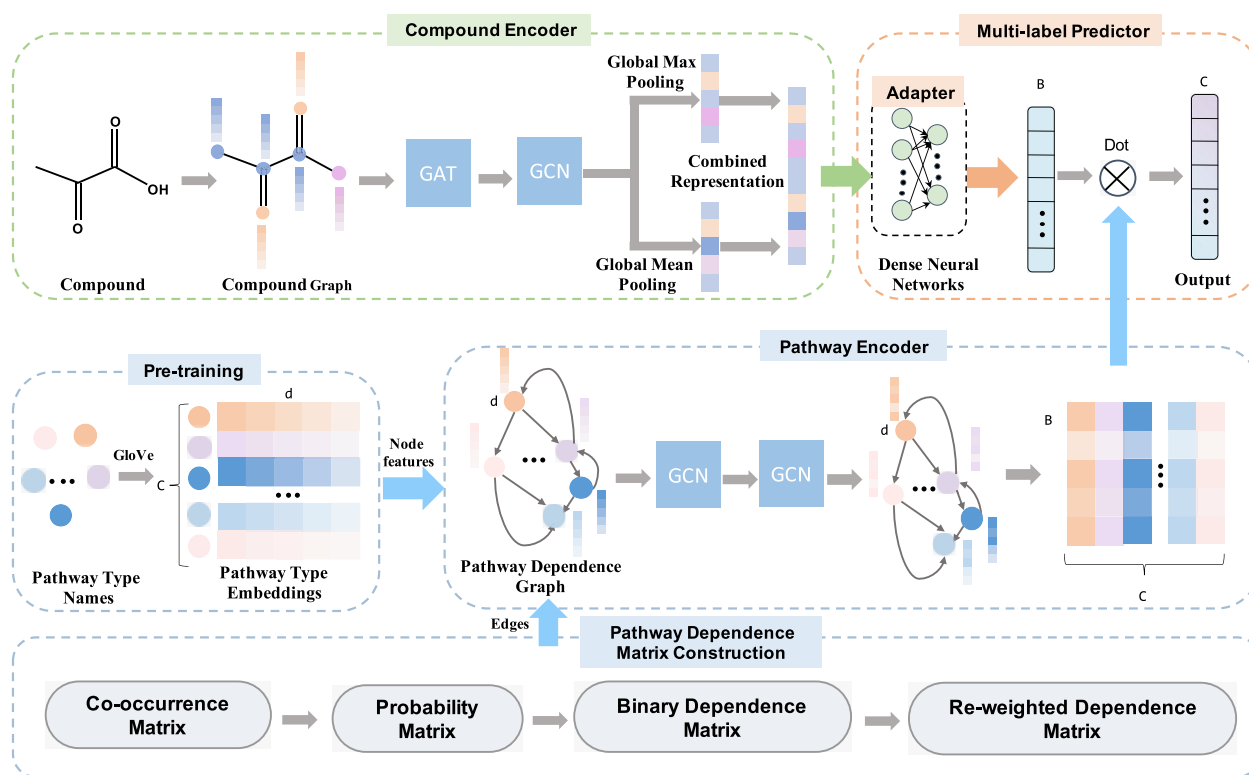 Compound Encoder
O
O
OH
Compound
Compound Graph
GAT
GCN
Global Max
Pooling
Combined
Representation
Global Mean
Pooling
Multi-label Predictor
Adapter
Dense Neural
Networks
B
Dot
C
Output
Pre-training
d
GloVe
C
Pathway Type
Names
Pathway Type
Embeddings
Node
features
Pathway Encoder
d
Pathway Dependence
Graph
GCN
GCN
d
B
C
Edges
Pathway Dependence
Matrix Construction
Co-occurrence
Matrix
Probability
Matrix
Binary Dependence
Matrix
Re-weighted Dependence
Matrix